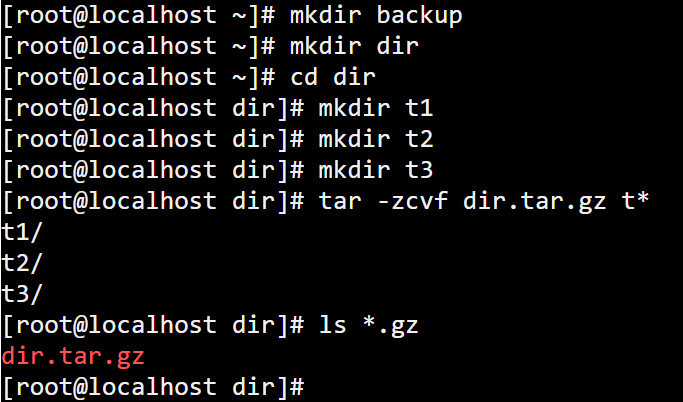 [root@localhost ~]# mkdir backup
[root@localhost ~]# mkdir dir
[root@localhost ~]# cd dir
[root@localhost dir]# mkdir t1
[root@localhost dir]# mkdir t2
[root@localhost dir]# mkdir t3
[root@localhost dir]# tar -zcvf dir.tar.gz t*
t1/
t2/
t3/
[root@localhost dir]# ls *.gz
dir.tar.gz
[root@localhost dir]#